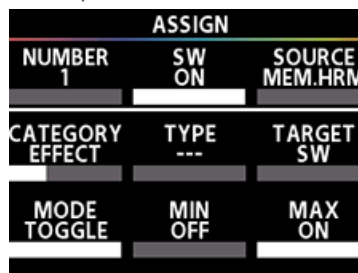 ASSIGN
NUMBER SW SOURCE
1 ON MEM.HRM
CATEGORY TYPE TARGET
EFFECT --- SW
MODE MIN MAX
TOGGLE OFF ON